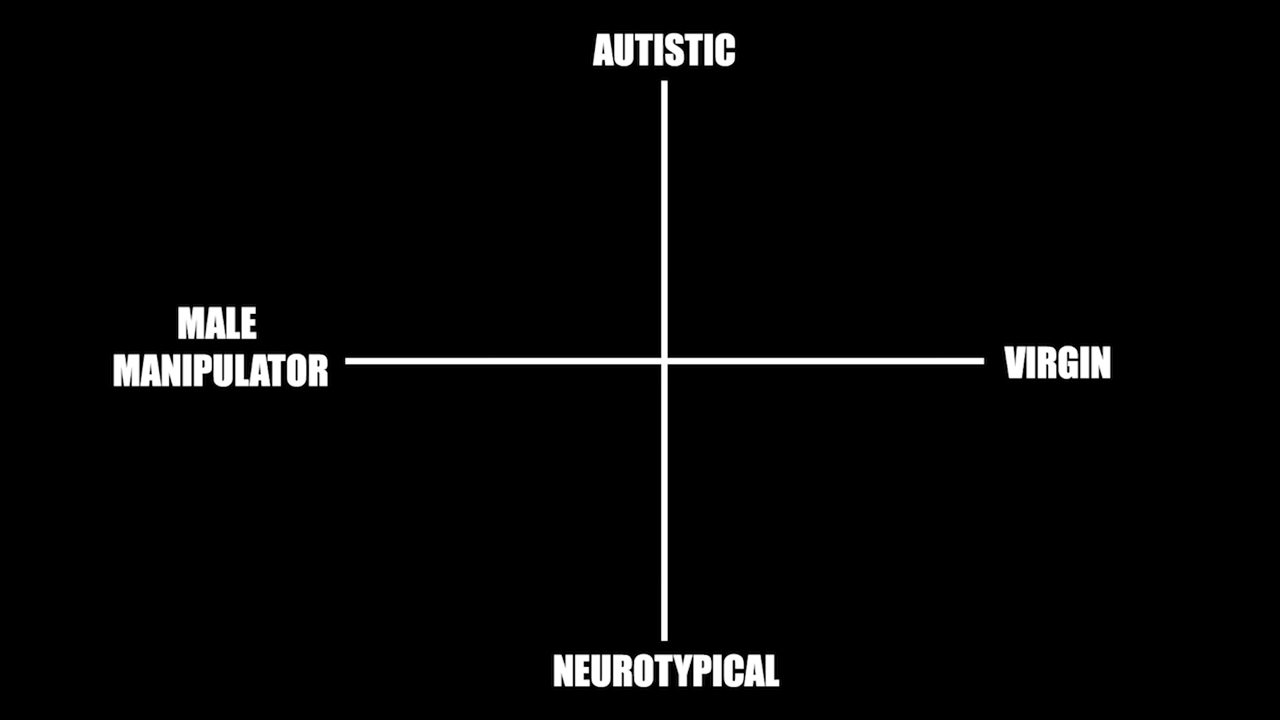 AUTISTIC
MALE
MANIPULATOR
VIRGIN
NEUROTYPICAL